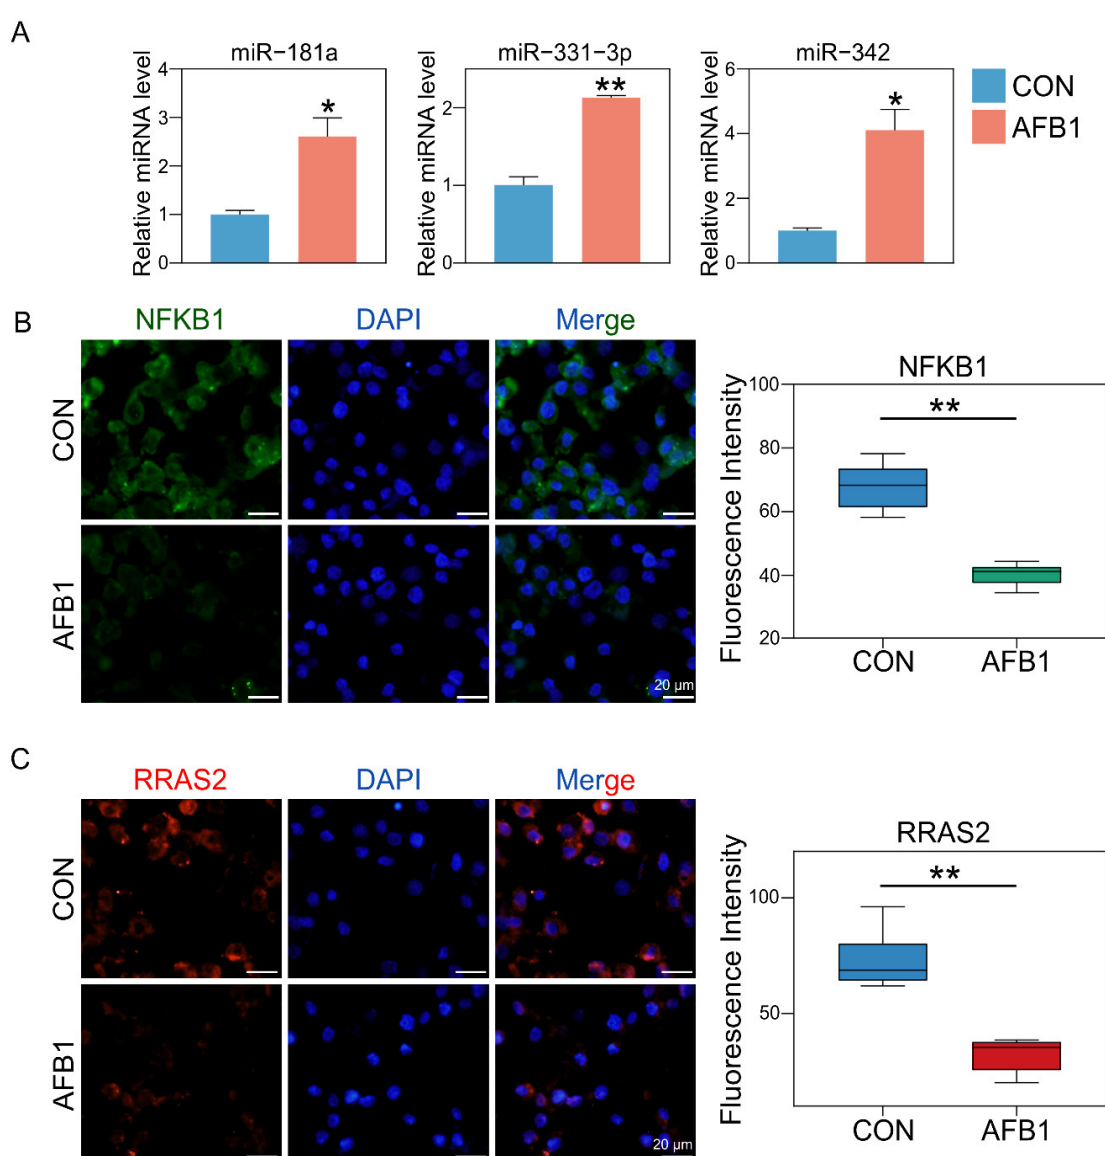 A
miR−181a
miR−331−3p
miR−342
Relative miRNA level
4
3
2
1
0
*
Relative miRNA level
2
1
0
**
Relative miRNA level
6
4
2
0
*
CON
AFB1
B
NFKB1
DAPI
Merge
CON
AFB1
20 μm
NFKB1
Fluorescence Intensity
100
80
60
40
20
**
CON
AFB1
C
RRAS2
DAPI
Merge
CON
AFB1
20 μm
RRAS2
Fluorescence Intensity
100
50
**
CON
AFB1